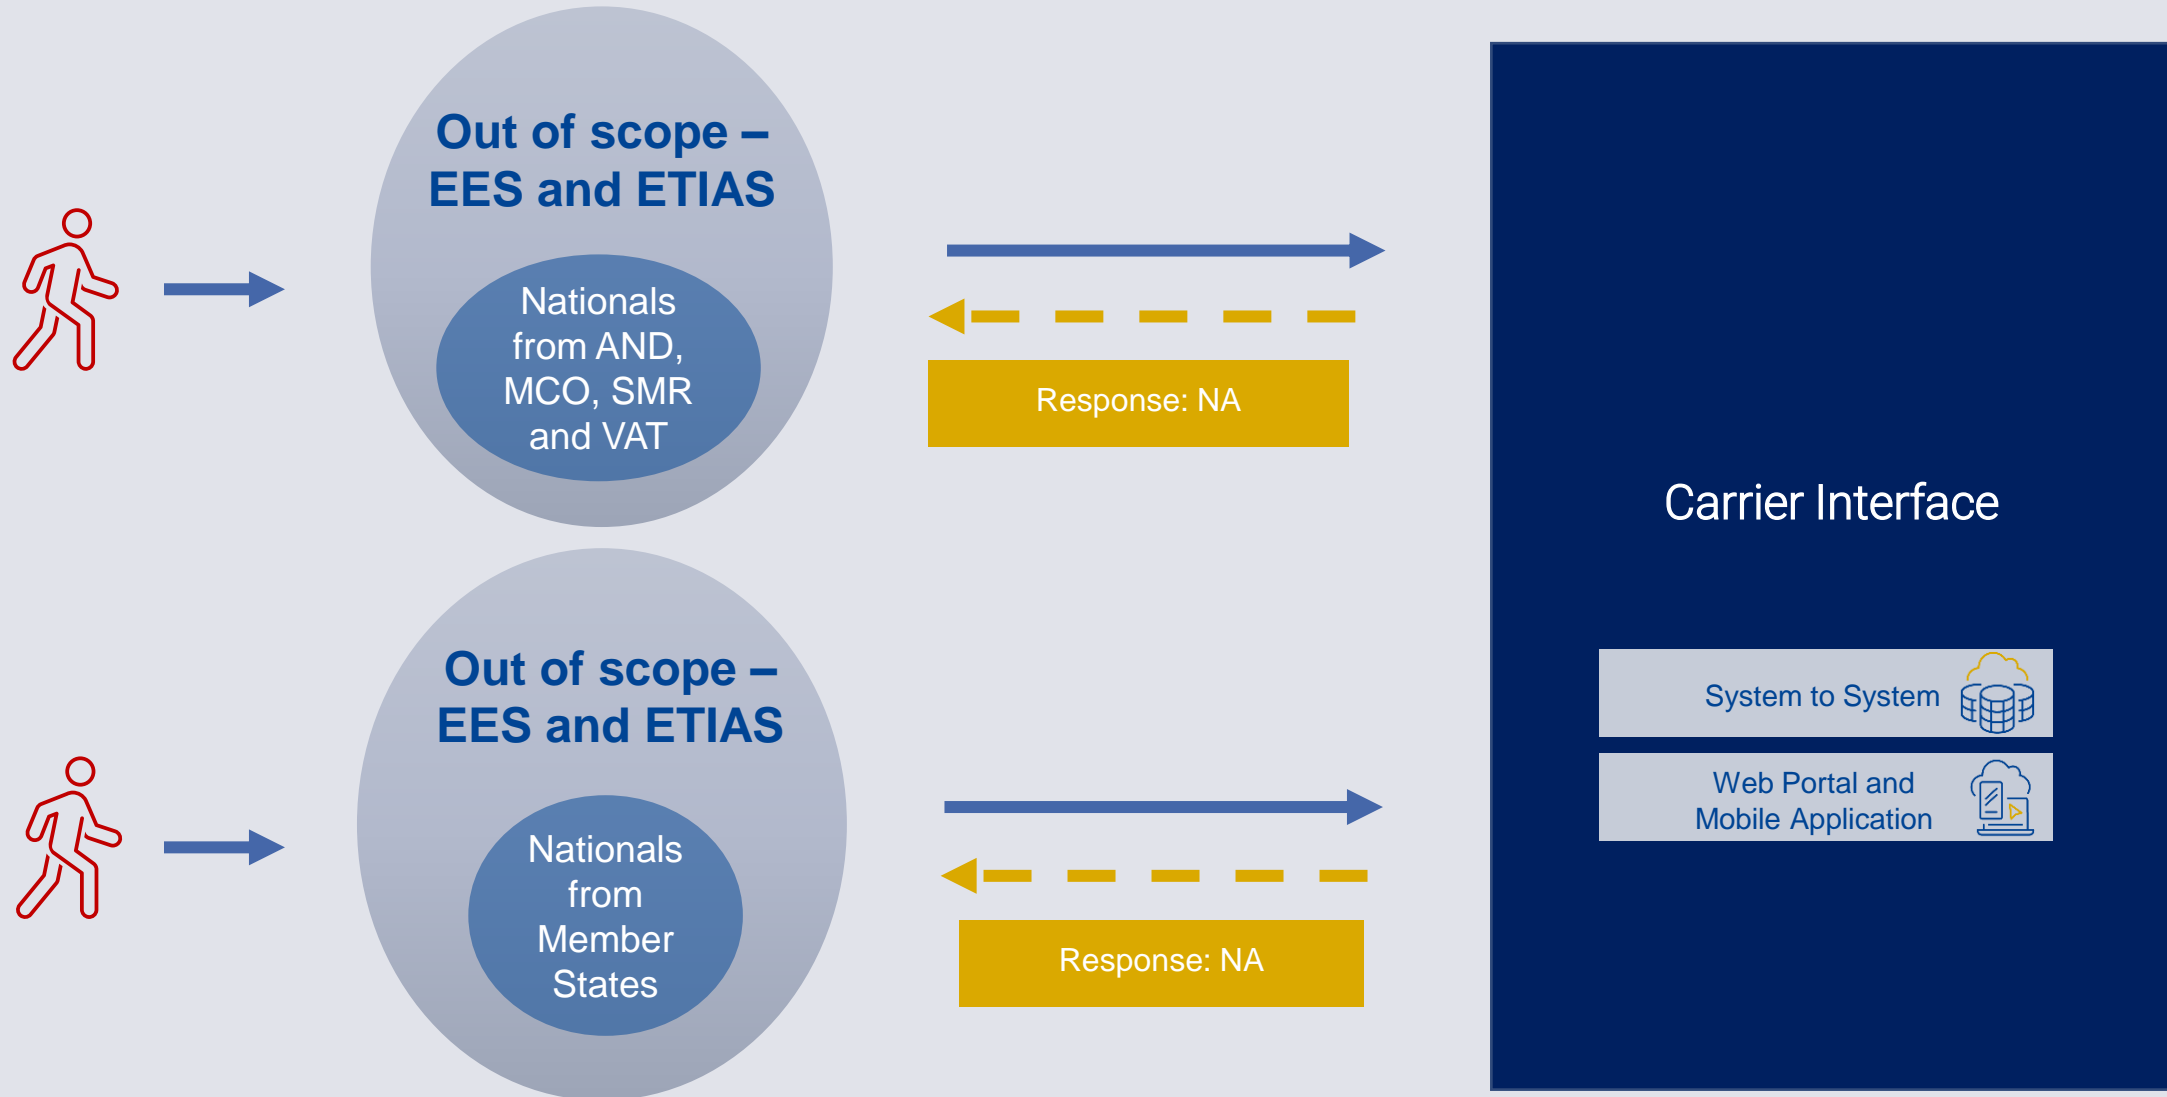 Out of scope –
EES and ETIAS
Nationals
from AND,
MCO, SMR
and VAT
Response: NA
Out of scope –
EES and ETIAS
Nationals
from
Member
States
Response: NA
Carrier Interface
System to System
Web Portal and
Mobile Application